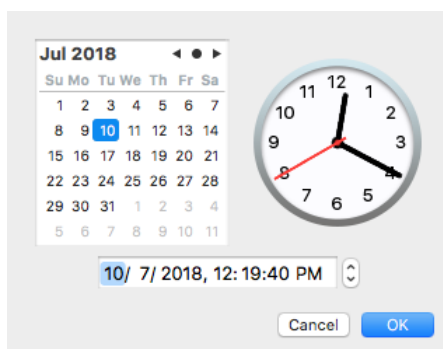 Jul 2018
Su Mo Tu We Th Fr Sa
1 2 3 4 5 6 7
8 9 10 11 12 13 14
15 16 17 18 19 20 21
22 23 24 25 26 27 28
29 30 31 1 2 3 4
5 6 7 8 9 10 11
12
11 1
10 2
9 3
8 4
7 5
6
10/ 7/ 2018, 12:19:40 PM
Cancel OK